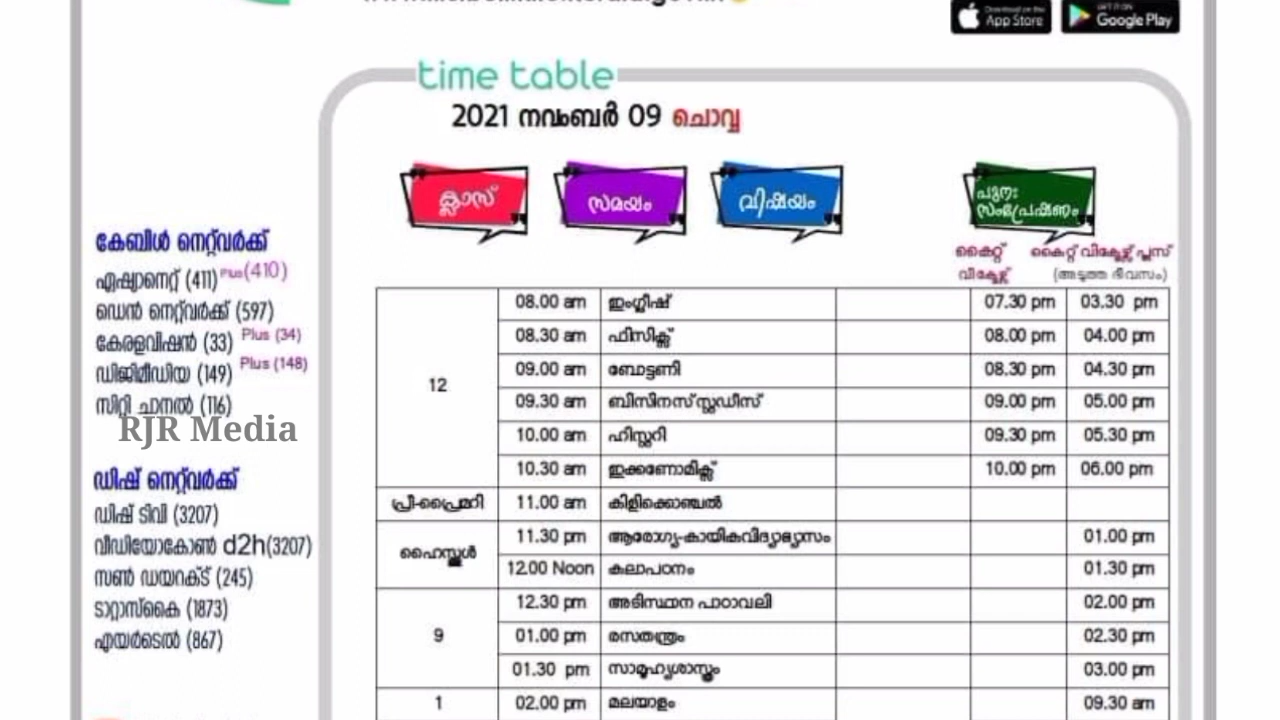 App Store
GET IT ON
Google Play
time table
2021 നവംബർ 09 ചൊവ്വ
ക്ലാസ് സമയം വിഷയം പുനഃ സംപ്രേഷണം
കൈറ്റ് വിക്ടേഴ്സ് കൈറ്റ് വിക്ടേഴ്സ് പ്ലസ് (അടുത്ത ദിവസം)
കേബിൾ നെറ്റ്‌വർക്ക്
ഏഷ്യാനെറ്റ് (411) Plus (410)
ഡെൻ നെറ്റ്‌വർക്ക് (597)
കേരളവിഷൻ (33) Plus (34)
ഡിജിമീഡിയ (149) Plus (148)
സിറ്റി ചാനൽ (116)
RJR Media
ഡിഷ് നെറ്റ്‌വർക്ക്
ഡിഷ് ടിവി (3207)
വീഡിയോകോൺ d2h(3207)
സൺ ഡയറക്ട് (245)
ടാറ്റാസ്കൈ (1873)
എയർടെൽ (867)
12
08.00 am ഇംഗ്ലീഷ് 07.30 pm 03.30 pm
08.30 am ഫിസിക്സ് 08.00 pm 04.00 pm
09.00 am ബോട്ടണി 08.30 pm 04.30 pm
09.30 am ബിസിനസ് സ്റ്റഡീസ് 09.00 pm 05.00 pm
10.00 am ഹിസ്റ്ററി 09.30 pm 05.30 pm
10.30 am ഇക്കണോമിക്സ് 10.00 pm 06.00 pm
പ്രീ-പ്രൈമറി 11.00 am കിളിക്കൊഞ്ചൽ
ഹൈസ്കൂൾ
11.30 pm ആരോഗ്യ-കായികവിദ്യാഭ്യാസം 01.00 pm
12.00 Noon കലാപഠനം 01.30 pm
9
12.30 pm അടിസ്ഥാന പാഠാവലി 02.00 pm
01.00 pm രസതന്ത്രം 02.30 pm
01.30 pm സാമൂഹ്യശാസ്ത്രം 03.00 pm
1 02.00 pm മലയാളം 09.30 am